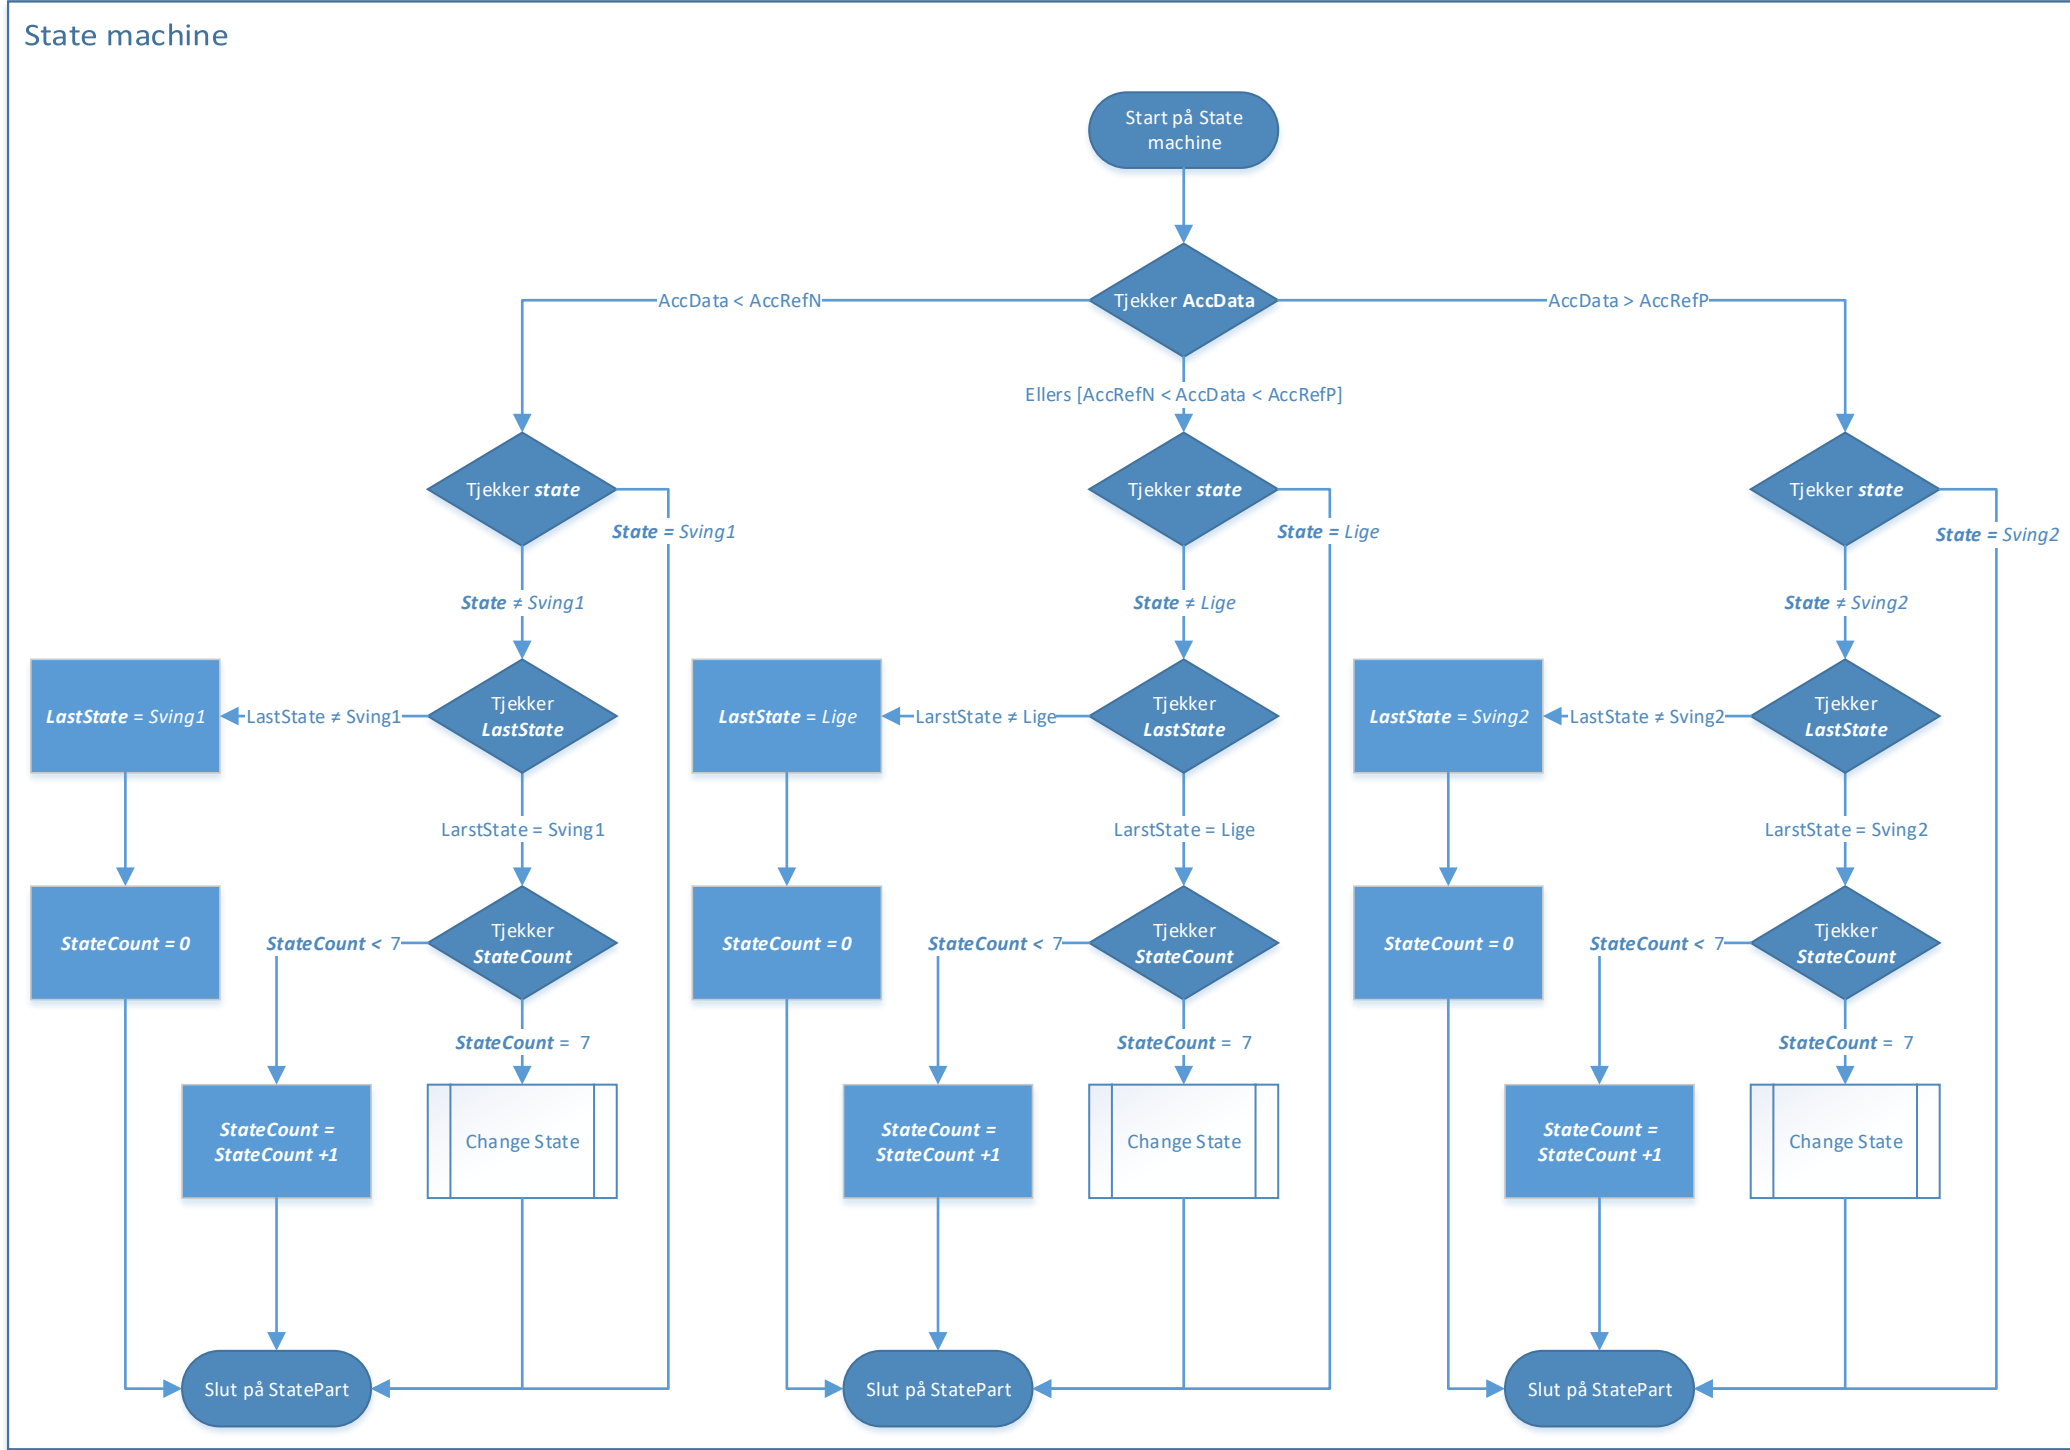 State machine
Start på State
machine
Tjekker AccData
AccData < AccRefN
AccData > AccRefP
Ellers [AccRefN < AccData < AccRefP]
Tjekker state
Tjekker state
Tjekker state
State = Sving1
State = Lige
State = Sving2
State ≠ Sving1
State ≠ Lige
State ≠ Sving2
LastState = Sving1
LastState ≠ Sving1
Tjekker
LastState
LastState = Lige
LarstState ≠ Lige
Tjekker
LastState
LastState = Sving2
LastState ≠ Sving2
Tjekker
LastState
LarstState = Sving1
LarstState = Lige
LarstState = Sving2
StateCount = 0
StateCount < 7
Tjekker
StateCount
StateCount = 0
StateCount < 7
Tjekker
StateCount
StateCount = 0
StateCount < 7
Tjekker
StateCount
StateCount = 7
StateCount = 7
StateCount = 7
StateCount =
StateCount +1
Change State
StateCount =
StateCount +1
Change State
StateCount =
StateCount +1
Change State
Slut på StatePart
Slut på StatePart
Slut på StatePart